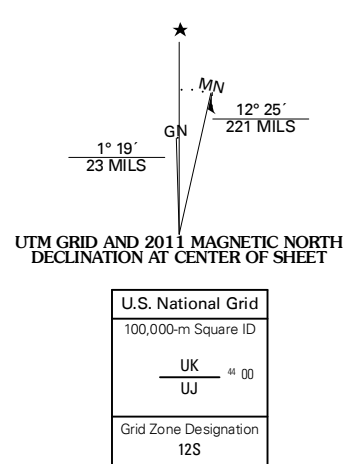 ★
MN
GN
12° 25´
221 MILS
1° 19´
23 MILS
UTM GRID AND 2011 MAGNETIC NORTH
DECLINATION AT CENTER OF SHEET
U.S. National Grid
100,000-m Square ID
UK
44 00
UJ
Grid Zone Designation
12S